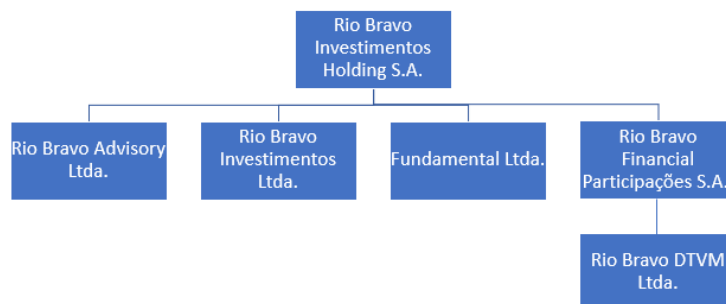 Rio Bravo
Investimentos
Holding S.A.
Rio Bravo Advisory
Ltda.
Rio Bravo
Investimentos
Ltda.
Fundamental Ltda.
Rio Bravo
Financial
Participações S.A.
Rio Bravo DTVM
Ltda.